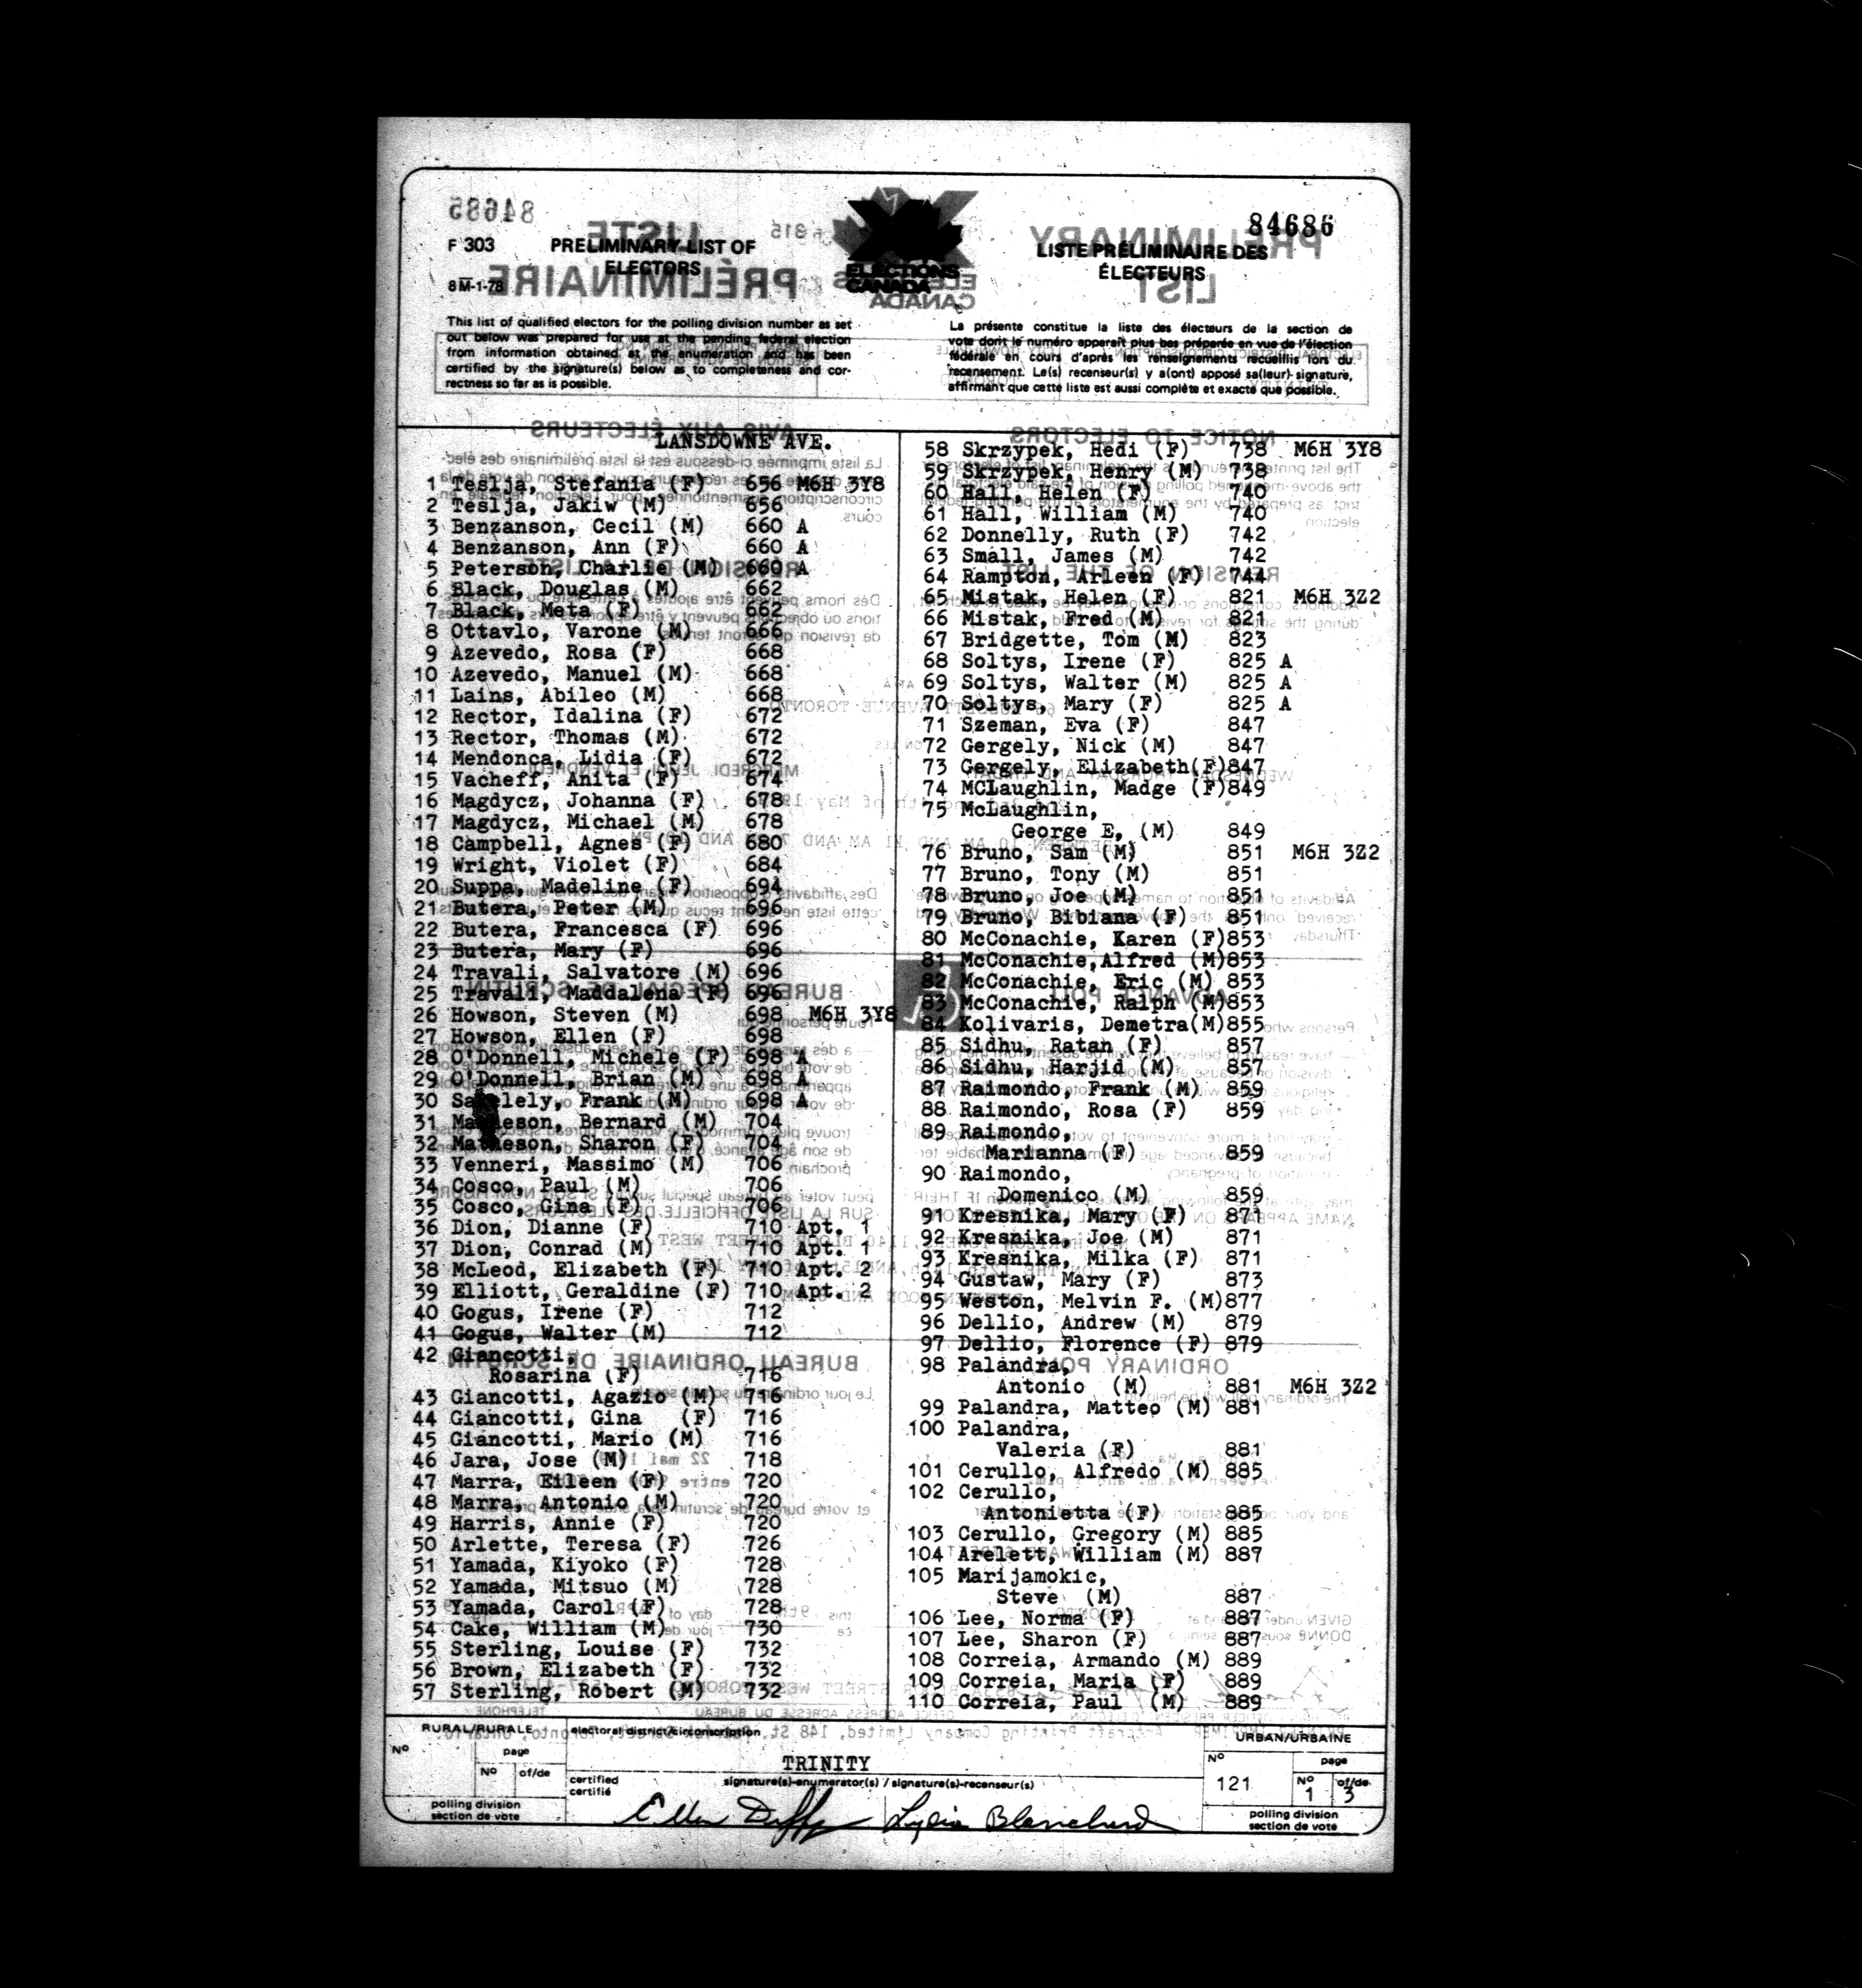 84686
F 303
PRELIMINARY LIST OF
ELECTORS
8M-1-78
ELECTIONS
CANADA
LISTE PRÉLIMINAIRE DES
ÉLECTEURS
This list of qualified electors for the polling division number as set
out below was prepared for use at the pending federal election
from information obtained at the enumeration and has been
certified by the signature(s) below as to completeness and cor-
rectness so far as is possible.
La présente constitue la liste des électeurs de la section de
vote dont le numéro apparaît plus bas préparée en vue de l'élection
fédérale en cours d'après les renseignements recueillis lors du
recensement. Le(s) recenseur(s) y a(ont) apposé sa(leur) signature,
affirmant que cette liste est aussi complète et exacte que possible.
LANSDOWNE AVE.
1 Teslja, Stefania (F) 656 M6H 3Y8
2 Teslja, Jakiw (M) 656
3 Benzanson, Cecil (M) 660 A
4 Benzanson, Ann (F) 660 A
5 Peterson, Charlie (M) 660 A
6 Black, Douglas (M) 662
7 Black, Meta (F) 662
8 Ottavlo, Varone (M) 666
9 Azevedo, Rosa (F) 668
10 Azevedo, Manuel (M) 668
11 Lains, Abileo (M) 668
12 Rector, Idalina (F) 672
13 Rector, Thomas (M) 672
14 Mendonca, Lidia (F) 672
15 Vacheff, Anita (F) 674
16 Magdycz, Johanna (F) 678
17 Magdycz, Michael (M) 678
18 Campbell, Agnes (F) 680
19 Wright, Violet (F) 684
20 Suppa, Madeline (F) 694
21 Butera, Peter (M) 696
22 Butera, Francesca (F) 696
23 Butera, Mary (F) 696
24 Travali, Salvatore (M) 696
25 Travali, Maddalena (F) 696
26 Howson, Steven (M) 698 M6H 3Y8
27 Howson, Ellen (F) 698
28 O'Donnell, Michele (F) 698 A
29 O'Donnell, Brian (M) 698 A
30 Frank (M) 698 A
31 Bernard (M) 704
32 Sharon (F) 704
33 Venneri, Massimo (M) 706
34 Cosco, Paul (M) 706
35 Cosco, Gina (F) 706
36 Dion, Dianne (F) 710 Apt. 1
37 Dion, Conrad (M) 710 Apt. 1
38 McLeod, Elizabeth (F) 710 Apt. 2
39 Elliott, Geraldine (F) 710 Apt. 2
40 Gogus, Irene (F) 712
41 Gogus, Walter (M) 712
42 Giancotti,
Rosarina (F) 716
43 Giancotti, Agazio (M) 716
44 Giancotti, Gina (F) 716
45 Giancotti, Mario (M) 716
46 Jara, Jose (M) 718
47 Marra, Eileen (F) 720
48 Marra, Antonio (M) 720
49 Harris, Annie (F) 720
50 Arlette, Teresa (F) 726
51 Yamada, Kiyoko (F) 728
52 Yamada, Mitsuo (M) 728
53 Yamada, Carol (F) 728
54 Cake, William (M) 730
55 Sterling, Louise (F) 732
56 Brown, Elizabeth (F) 732
57 Sterling, Robert (M) 732
58 Skrzypek, Hedi (F) 738 M6H 3Y8
59 Skrzypek, Henry (M) 738
60 Hall, Helen (F) 740
61 Hall, William (M) 740
62 Donnelly, Ruth (F) 742
63 Small, James (M) 742
64 Rampton, Arleen (F) 744
65 Mistak, Helen (F) 821 M6H 3Z2
66 Mistak, Fred (M) 821
67 Bridgette, Tom (M) 823
68 Soltys, Irene (F) 825 A
69 Soltys, Walter (M) 825 A
70 Soltys, Mary (F) 825 A
71 Szeman, Eva (F) 847
72 Gergely, Nick (M) 847
73 Gergely, Elizabeth(F)847
74 MCLaughlin, Madge (F)849
75 McLaughlin,
George E. (M) 849
76 Bruno, Sam (M) 851 M6H 3Z2
77 Bruno, Tony (M) 851
78 Bruno, Joe (M) 851
79 Bruno, Bibiana (F) 851
80 McConachie, Karen (F)853
81 McConachie,Alfred (M)853
82 McConachie, Eric (M) 853
83 McConachie, Ralph (M)853
84 Kolivaris, Demetra(M)855
85 Sidhu, Ratan (F) 857
86 Sidhu, Harjid (M) 857
87 Raimondo, Frank (M) 859
88 Raimondo, Rosa (F) 859
89 Raimondo,
Marianna (F) 859
90 Raimondo,
Domenico (M) 859
91 Kresnika, Mary (F) 871
92 Kresnika, Joe (M) 871
93 Kresnika, Milka (F) 871
94 Gustaw, Mary (F) 873
95 Weston, Melvin F. (M)877
96 Dellio, Andrew (M) 879
97 Dellio, Florence (F) 879
98 Palandra,
Antonio (M) 881 M6H 3Z2
99 Palandra, Matteo (M) 881
100 Palandra,
Valeria (F) 881
101 Cerullo, Alfredo (M) 885
102 Cerullo,
Antonietta (F) 885
103 Cerullo, Gregory (M) 885
104 Arelett, William (M) 887
105 Marijamokic,
Steve (M) 887
106 Lee, Norma (F) 887
107 Lee, Sharon (F) 887
108 Correia, Armando (M) 889
109 Correia, Maria (F) 889
110 Correia, Paul (M) 889
RURAL/RURALE
No
page
No of/de
polling division
section de vote
electoral district/circonscription
TRINITY
certified
certifié
signature(s)-enumerator(s) / signature(s)-recenseur(s)
Ellen Duffy Lydia Blanchard
URBAN/URBAINE
No
121
page
No of/de
1 3
polling division
section de vote